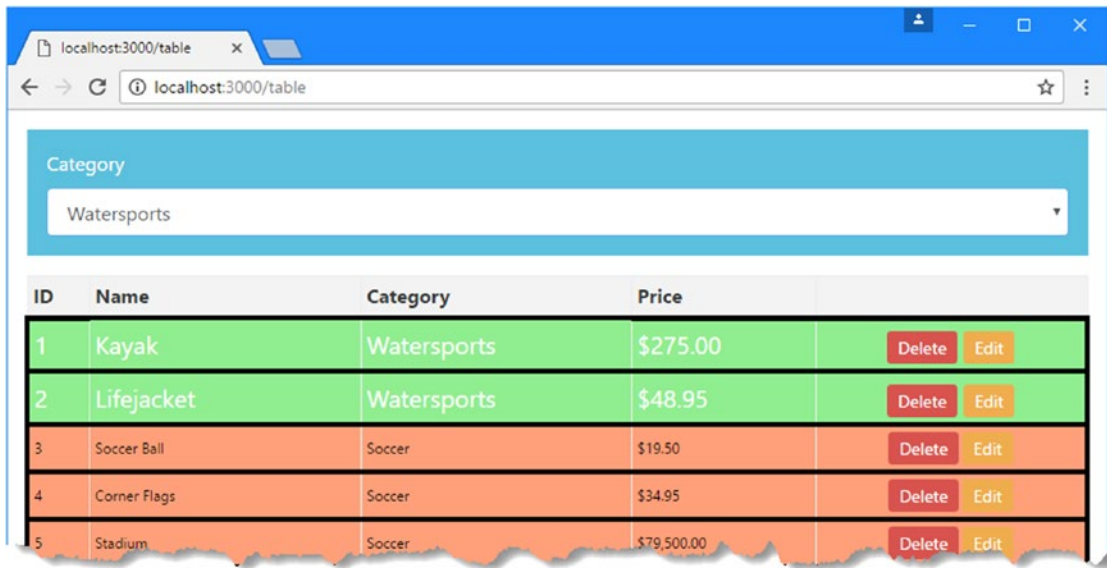 localhost:3000/table
localhost:3000/table
Category
Watersports
ID Name Category Price
1 Kayak Watersports $275.00 Delete Edit
2 Lifejacket Watersports $48.95 Delete Edit
3 Soccer Ball Soccer $19.50 Delete Edit
4 Corner Flags Soccer $34.95 Delete Edit
5 Stadium Soccer $79,500.00 Delete Edit